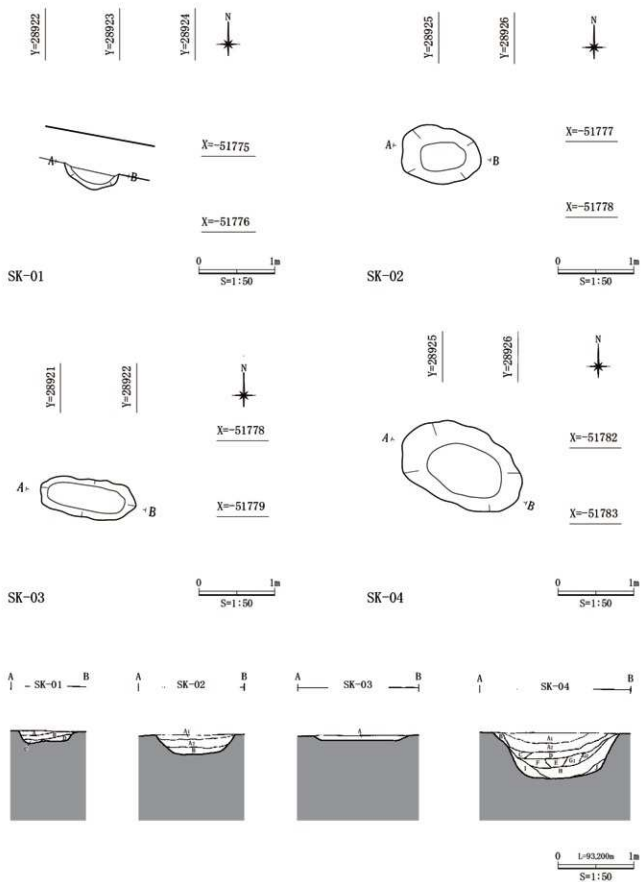 Y=28922 Y=28923 Y=28924 N
X=-51775
A B
X=-51776
SK-01
0 1m
S=1:50
Y=28925 Y=28926 N
X=-51777
A B
X=-51778
SK-02
0 1m
S=1:50
Y=28921 Y=28922 N
X=-51778
A B
X=-51779
SK-03
0 1m
S=1:50
Y=28925 Y=28926 N
X=-51782
A B
X=-51783
SK-04
0 1m
S=1:50
A SK-01 B
A SK-02 B
A1
A2
B
A SK-03 B
A
A SK-04 B
A1
A2
B
F E G1
I H
0 L=93,200m 1m
S=1:50